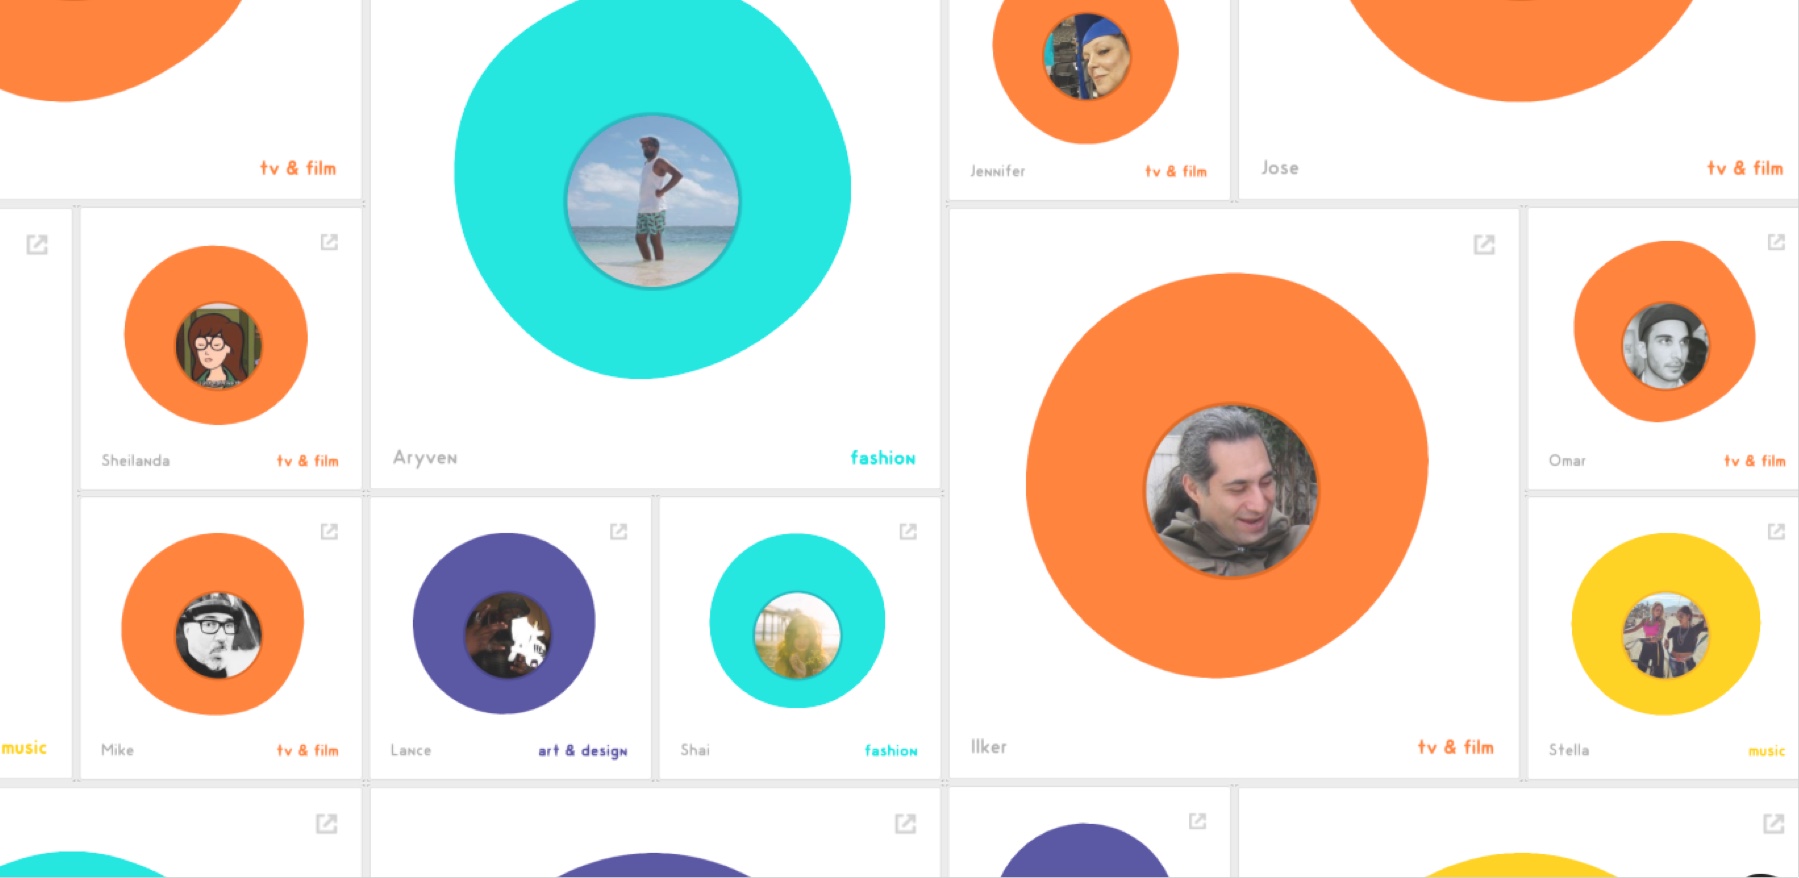 tv & film
Jennifer tv & film
Jose tv & film
Sheilanda tv & film
Aryven fashion
Omar tv & film
music
Mike tv & film
Lance art & design
Shai fashion
Ilker tv & film
Stella music